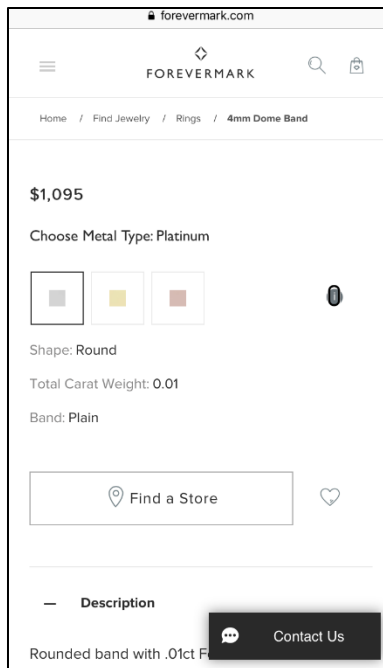 forevermark.com
FOREVERMARK
Home / Find Jewelry / Rings / 4mm Dome Band
$1,095
Choose Metal Type: Platinum
Shape: Round
Total Carat Weight: 0.01
Band: Plain
Find a Store
— Description
Contact Us
Rounded band with .01ct